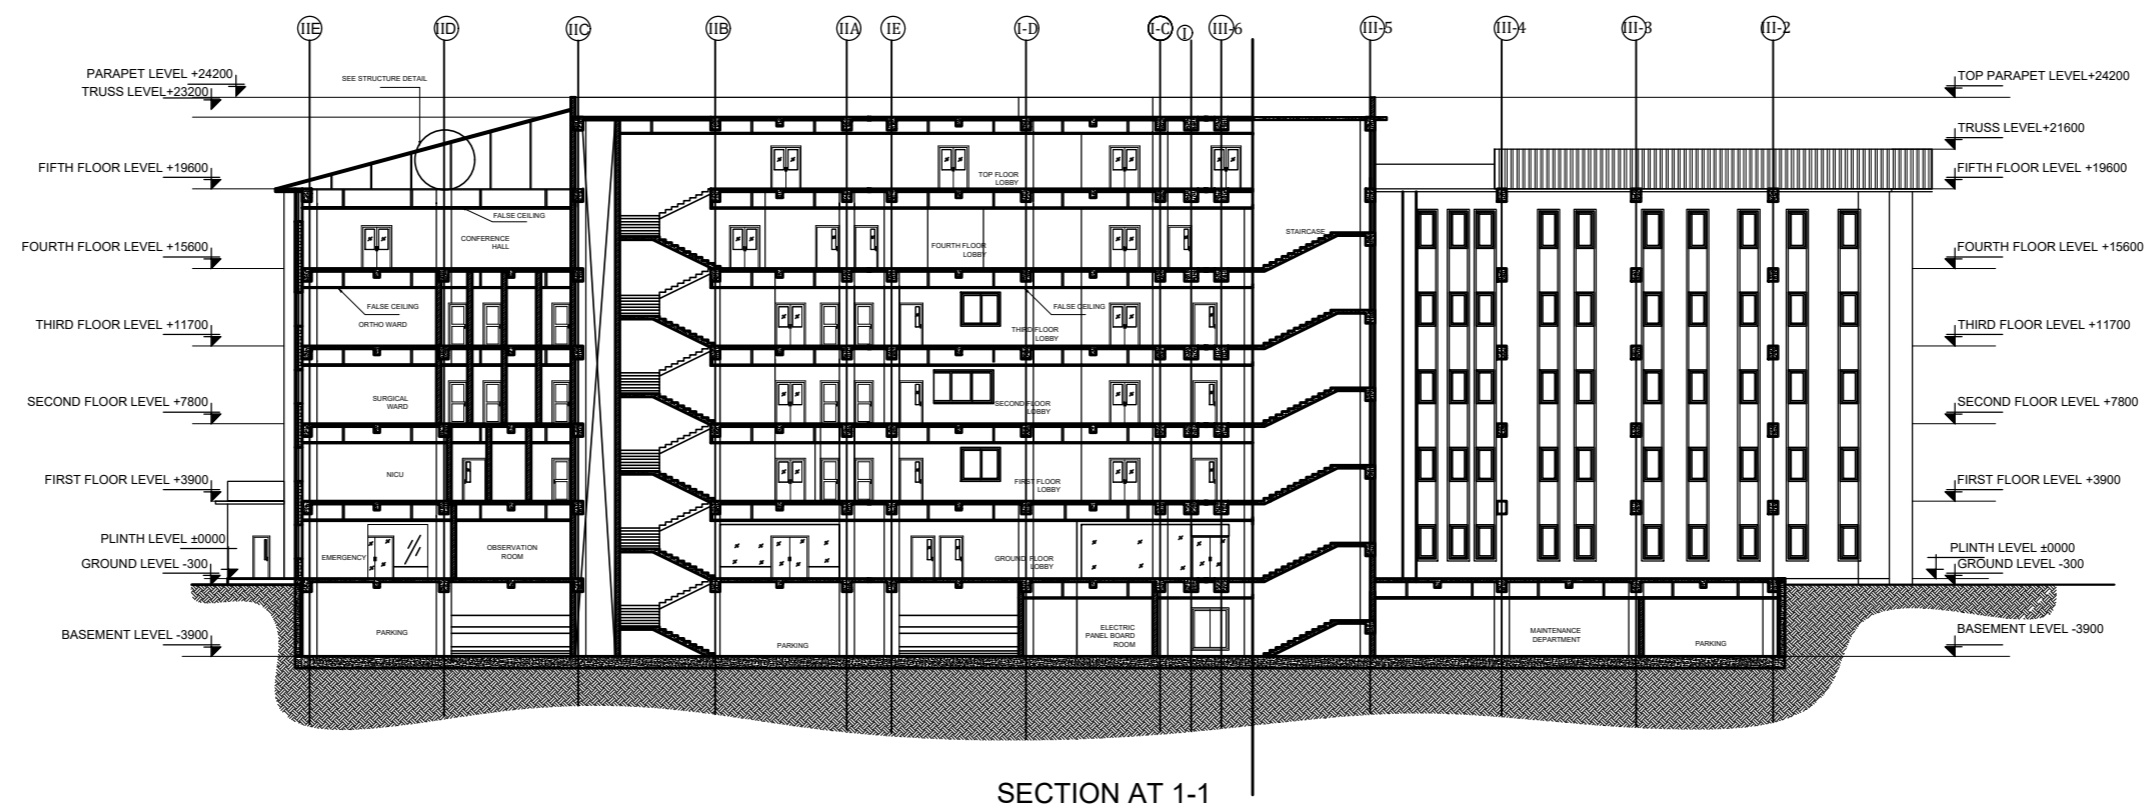 IIE IID IIC IIB IIA IE I-D I-C I III-6 III-5 III-4 III-3 III-2
PARAPET LEVEL +24200
TRUSS LEVEL+23200
SEE STRUCTURE DETAIL
TOP PARAPET LEVEL+24200
TRUSS LEVEL+21600
FIFTH FLOOR LEVEL +19600
TOP FLOOR
LOBBY
FIFTH FLOOR LEVEL +19600
FALSE CEILING
CONFERENCE
HALL
FOURTH FLOOR LEVEL +15600
FOURTH FLOOR
LOBBY
STAIRCASE
FOURTH FLOOR LEVEL +15600
FALSE CEILING
ORTHO WARD
FALSE CEILING
THIRD FLOOR LEVEL +11700
THIRD FLOOR
LOBBY
THIRD FLOOR LEVEL +11700
SURGICAL
WARD
SECOND FLOOR LEVEL +7800
SECOND FLOOR
LOBBY
SECOND FLOOR LEVEL +7800
NICU
FIRST FLOOR LEVEL +3900
FIRST FLOOR
LOBBY
FIRST FLOOR LEVEL +3900
PLINTH LEVEL ±0000
GROUND LEVEL -300
EMERGENCY
OBSERVATION
ROOM
GROUND FLOOR
LOBBY
PLINTH LEVEL ±0000
GROUND LEVEL -300
BASEMENT LEVEL -3900
PARKING
PARKING
ELECTRIC
PANEL BOARD
ROOM
MAINTENANCE
DEPARTMENT
PARKING
BASEMENT LEVEL -3900
SECTION AT 1-1